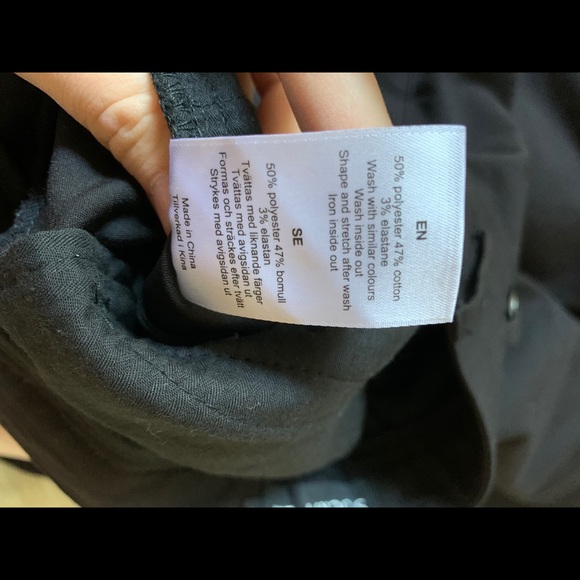 EN
50% polyester 47% cotton
3% elastane
Wash with similar colours
Wash inside out
Shape and stretch after wash
Iron inside out
SE
50% polyester 47% bomull
3% elastan
Tvättas med liknande färger
Tvättas med avigsidan ut
Formas och sträckes efter tvätt
Strykes med avigsidan ut
Made in China
Tillverkad i Kina